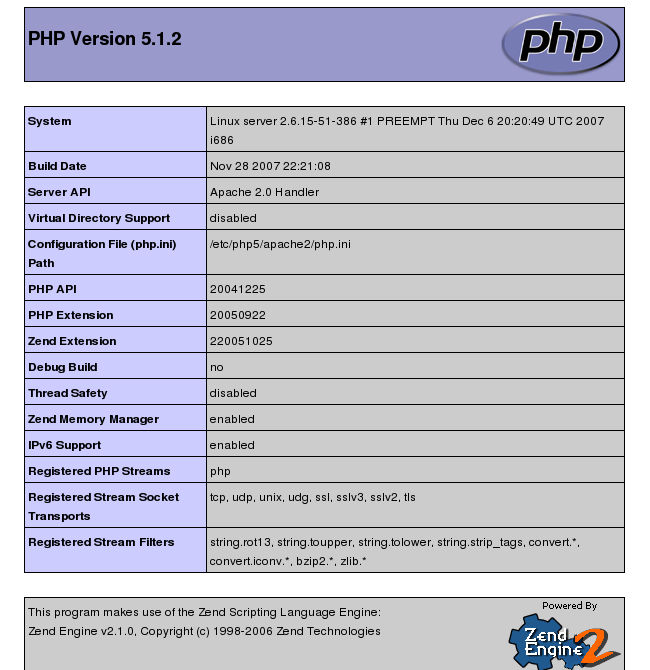 PHP Version 5.1.2
php
System
Linux server 2.6.15-51-386 #1 PREEMPT Thu Dec 6 20:20:49 UTC 2007
i686
Build Date
Nov 28 2007 22:21:08
Server API
Apache 2.0 Handler
Virtual Directory Support
disabled
Configuration File (php.ini)
Path
/etc/php5/apache2/php.ini
PHP API
20041225
PHP Extension
20050922
Zend Extension
220051025
Debug Build
no
Thread Safety
disabled
Zend Memory Manager
enabled
IPv6 Support
enabled
Registered PHP Streams
php
Registered Stream Socket
Transports
tcp, udp, unix, udg, ssl, sslv3, sslv2, tls
Registered Stream Filters
string.rot13, string.toupper, string.tolower, string.strip_tags, convert.*,
convert.iconv.*, bzip2.*, zlib.*
This program makes use of the Zend Scripting Language Engine:
Zend Engine v2.1.0, Copyright (c) 1998-2006 Zend Technologies
Powered By
Zend
Engine 2